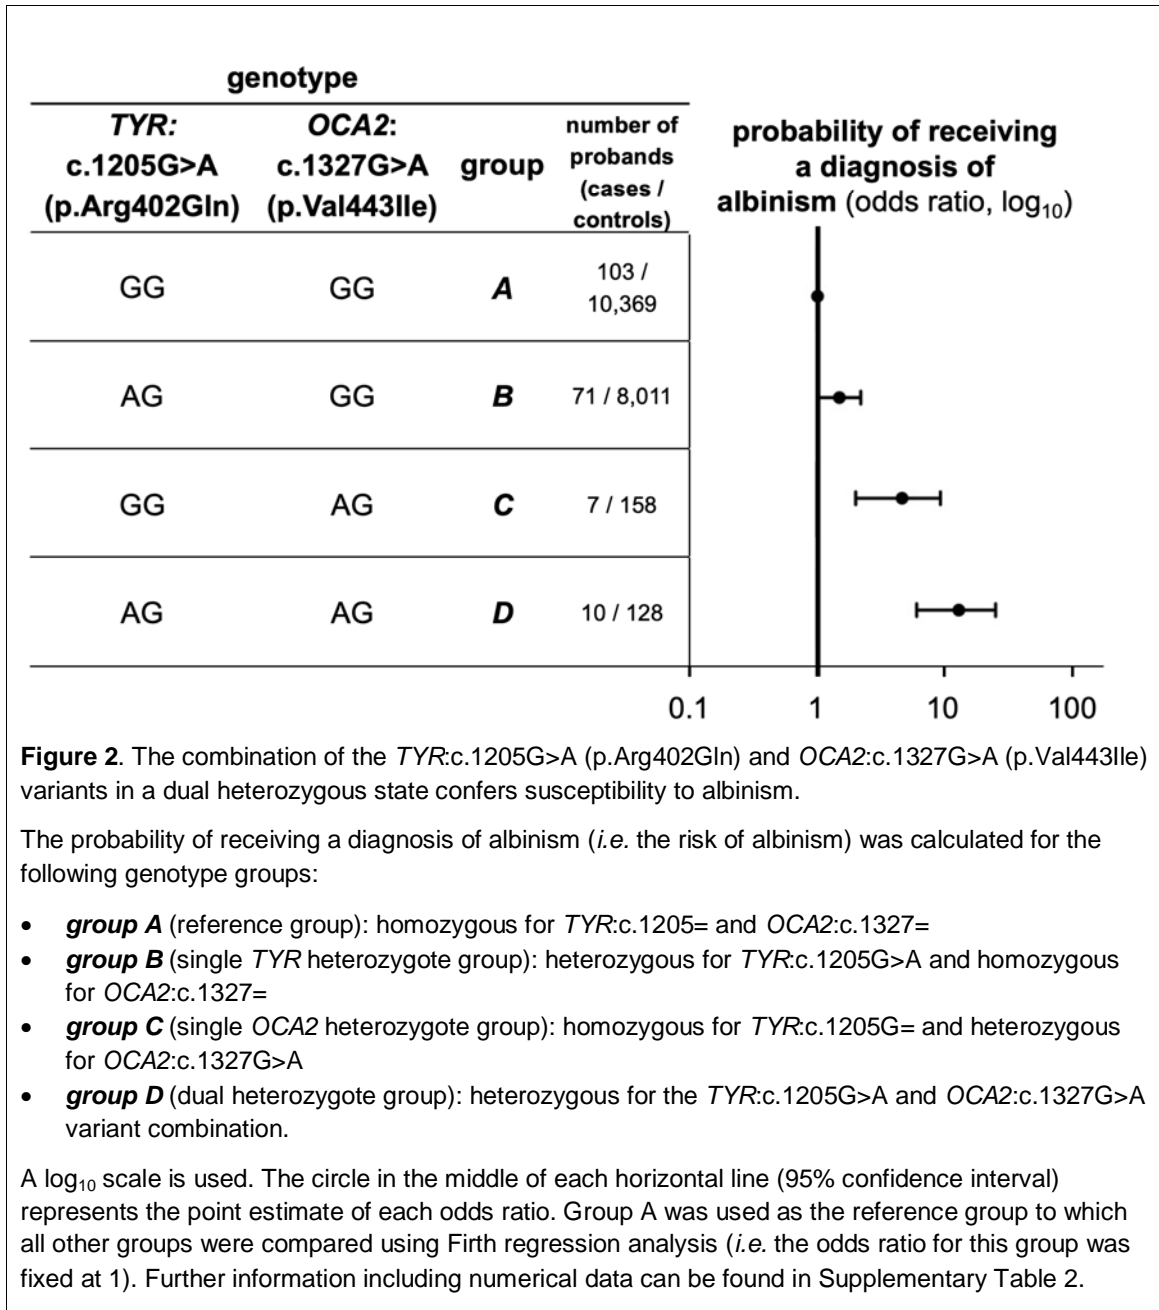 genotype
TYR:
c.1205G>A
(p.Arg402Gln)
OCA2:
c.1327G>A
(p.Val443Ile)
group
number of
probands
(cases /
controls)
probability of receiving
a diagnosis of
albinism (odds ratio, log10)
GG
GG
A
103 /
10,369
AG
GG
B
71 / 8,011
GG
AG
C
7 / 158
AG
AG
D
10 / 128
0.1
1
10
100
Figure 2. The combination of the TYR:c.1205G>A (p.Arg402Gln) and OCA2:c.1327G>A (p.Val443Ile)
variants in a dual heterozygous state confers susceptibility to albinism.
The probability of receiving a diagnosis of albinism (i.e. the risk of albinism) was calculated for the
following genotype groups:
• group A (reference group): homozygous for TYR:c.1205= and OCA2:c.1327=
• group B (single TYR heterozygote group): heterozygous for TYR:c.1205G>A and homozygous
for OCA2:c.1327=
• group C (single OCA2 heterozygote group): homozygous for TYR:c.1205G= and heterozygous
for OCA2:c.1327G>A
• group D (dual heterozygote group): heterozygous for the TYR:c.1205G>A and OCA2:c.1327G>A
variant combination.
A log10 scale is used. The circle in the middle of each horizontal line (95% confidence interval)
represents the point estimate of each odds ratio. Group A was used as the reference group to which
all other groups were compared using Firth regression analysis (i.e. the odds ratio for this group was
fixed at 1). Further information including numerical data can be found in Supplementary Table 2.